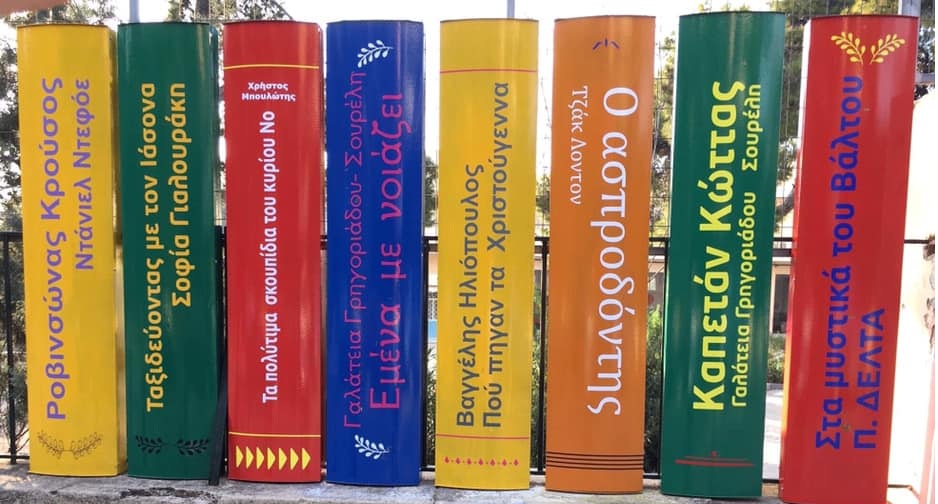 Ροβινσώνας Κρούσος
Ντάνιελ Ντεφόε
Ταξιδεύοντας με τον Ιάσονα
Σοφία Γιαλουράκη
Χρήστος
Μπουλώτης
Τα πολύτιμα σκουπίδια του κυρίου Νο
Γαλάτεια Γρηγοριάδου-Σουρέλη
Εμένα με νοιάζει
Βαγγέλης Ηλιόπουλος
Πού πήγαν τα Χριστούγεννα
Ο ασπροδόντης
Τζάκ Λοντον
Καπετάν Κώττας
Γαλάτεια Γρηγοριάδου Σουρέλη
Στα μυστικά του Βάλτου
Π. ΔΕΛΤΑ